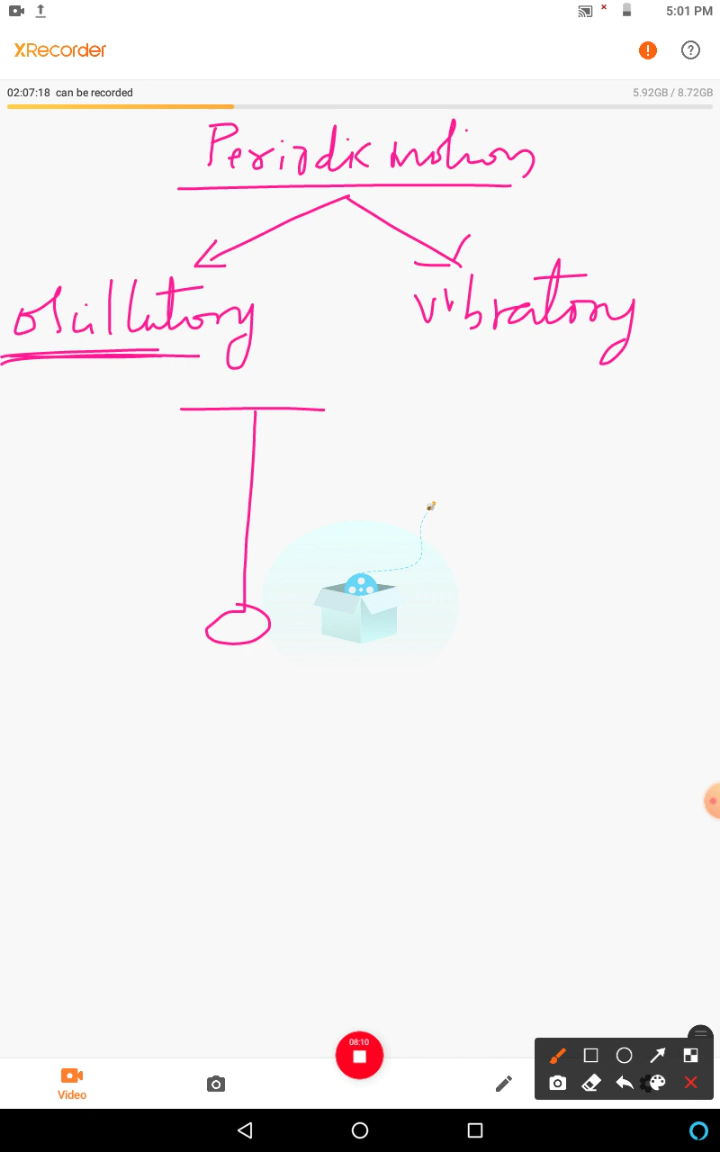 5:01 PM
XRecorder
02:07:18 can be recorded
5.92GB / 8.72GB
Periodic motion
oscillatory vibratory
08:10
Video